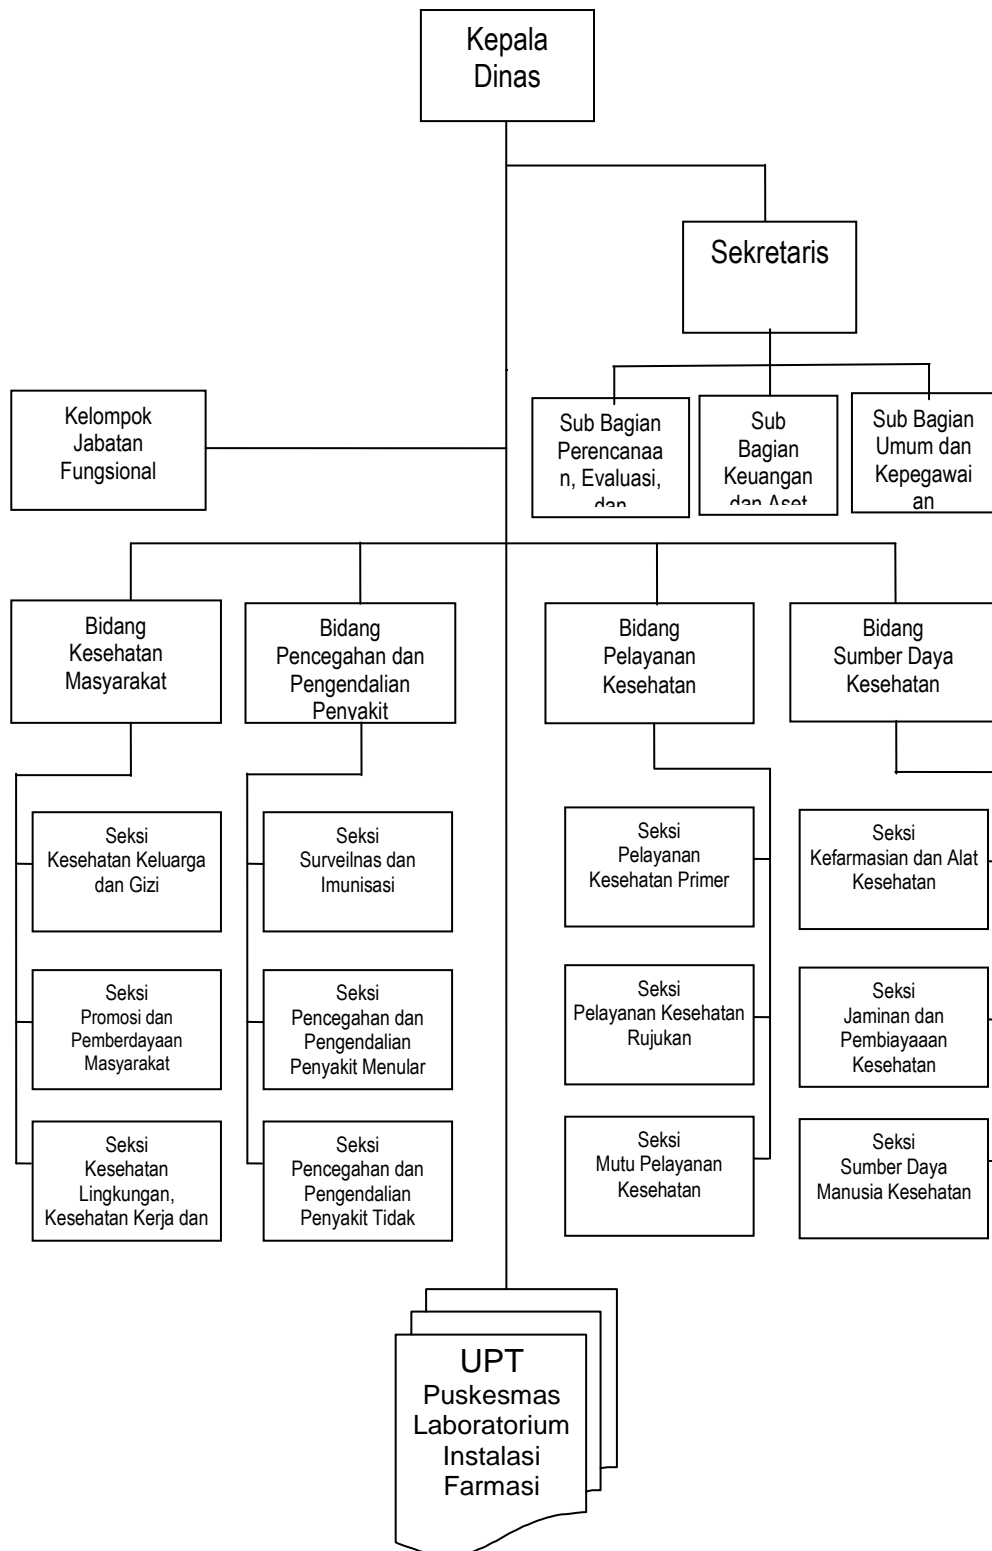 Kepala
Dinas
Sekretaris
Kelompok
Jabatan
Fungsional
Sub Bagian
Perencanaa
n, Evaluasi,
dan
Sub
Bagian
Keuangan
dan Aset
Sub Bagian
Umum dan
Kepegawai
an
Bidang
Kesehatan
Masyarakat
Bidang
Pencegahan dan
Pengendalian
Penyakit
Bidang
Pelayanan
Kesehatan
Bidang
Sumber Daya
Kesehatan
Seksi
Kesehatan Keluarga
dan Gizi
Seksi
Surveilnas dan
Imunisasi
Seksi
Pelayanan
Kesehatan Primer
Seksi
Kefarmasian dan Alat
Kesehatan
Seksi
Promosi dan
Pemberdayaan
Masyarakat
Seksi
Pencegahan dan
Pengendalian
Penyakit Menular
Seksi
Pelayanan Kesehatan
Rujukan
Seksi
Jaminan dan
Pembiayaaan
Kesehatan
Seksi
Kesehatan
Lingkungan,
Kesehatan Kerja dan
Seksi
Pencegahan dan
Pengendalian
Penyakit Tidak
Seksi
Mutu Pelayanan
Kesehatan
Seksi
Sumber Daya
Manusia Kesehatan
UPT
Puskesmas
Laboratorium
Instalasi
Farmasi